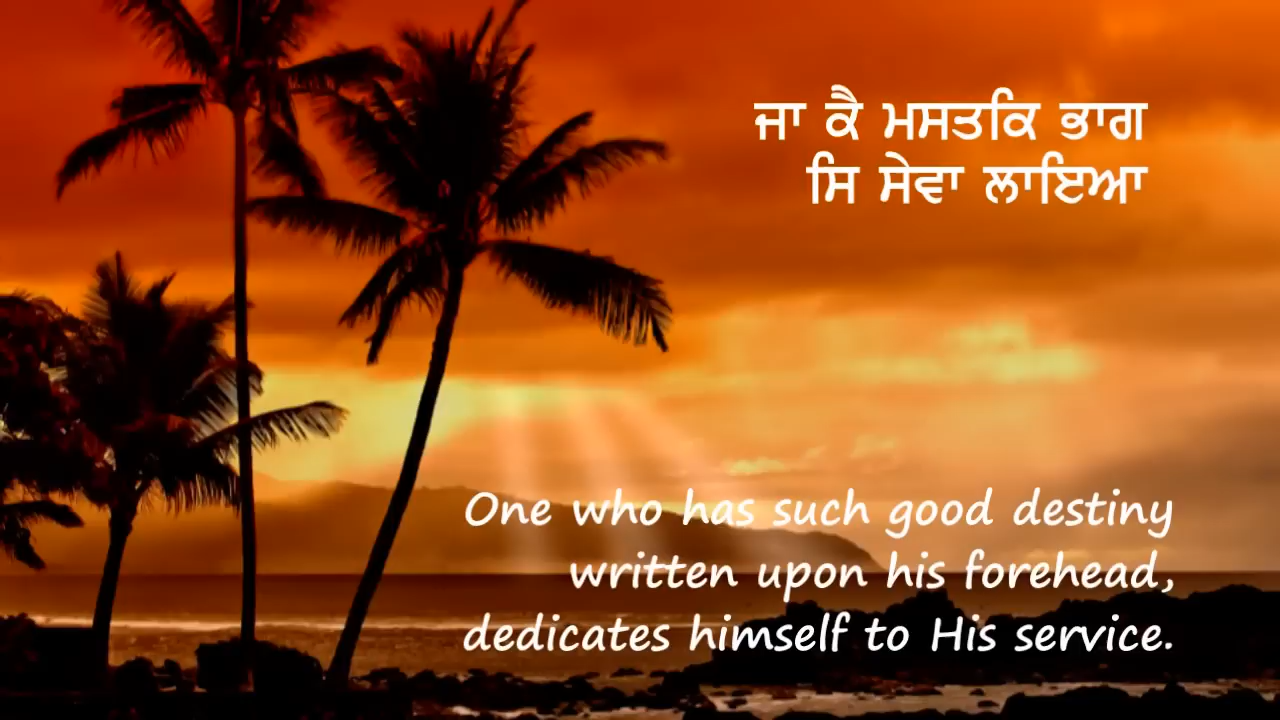 ਜਾ ਕੈ ਮਸਤਕਿ ਭਾਗ
ਸਿ ਸੇਵਾ ਲਾਇਆ
One who has such good destiny
written upon his forehead,
dedicates himself to His service.